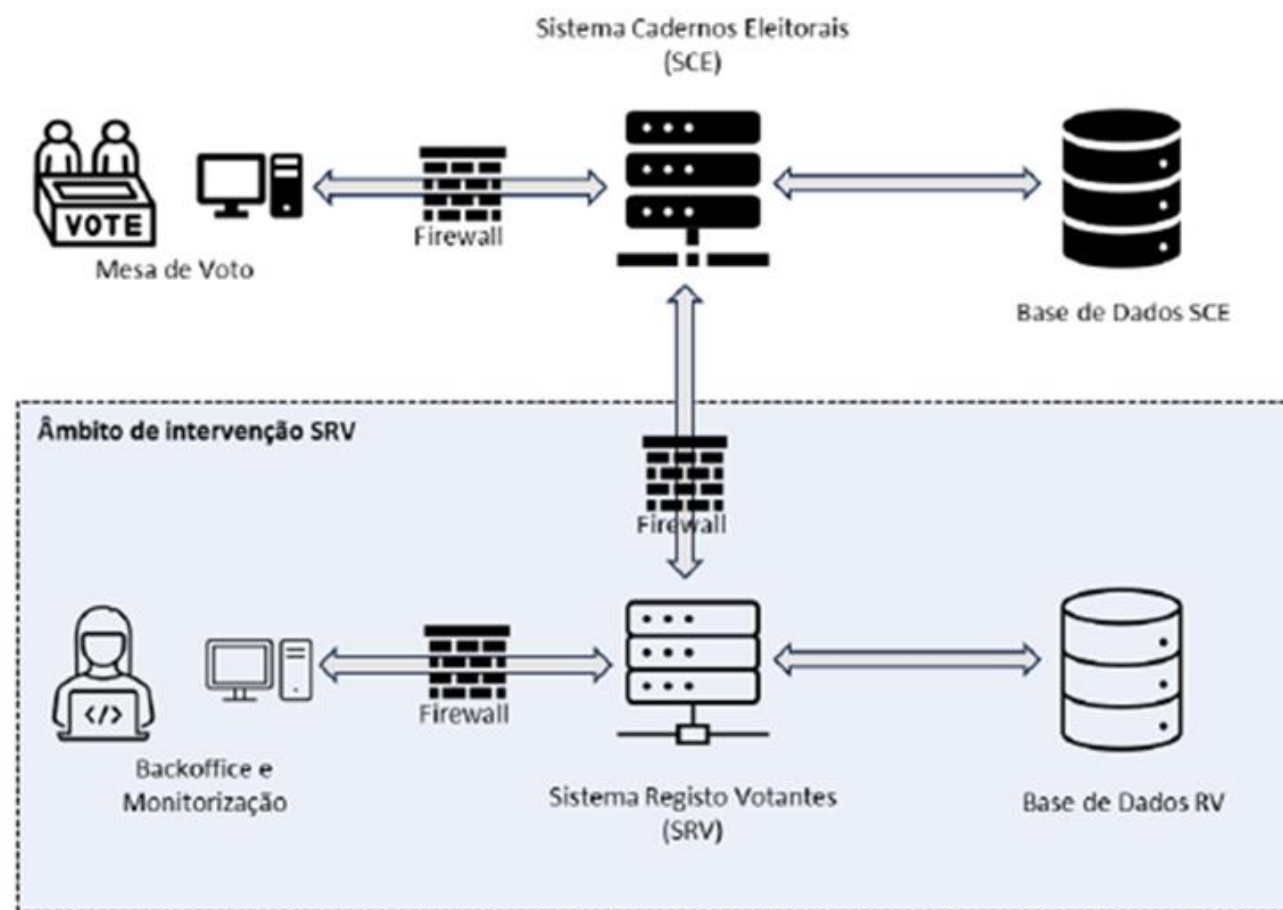 Sistema Cadernos Eleitorais
(SCE)
VOTE
Firewall
Mesa de Voto
Base de Dados SCE
Âmbito de intervenção SRV
Firewall
</>
Firewall
Backoffice e
Monitorização
Sistema Registo Votantes
(SRV)
Base de Dados RV